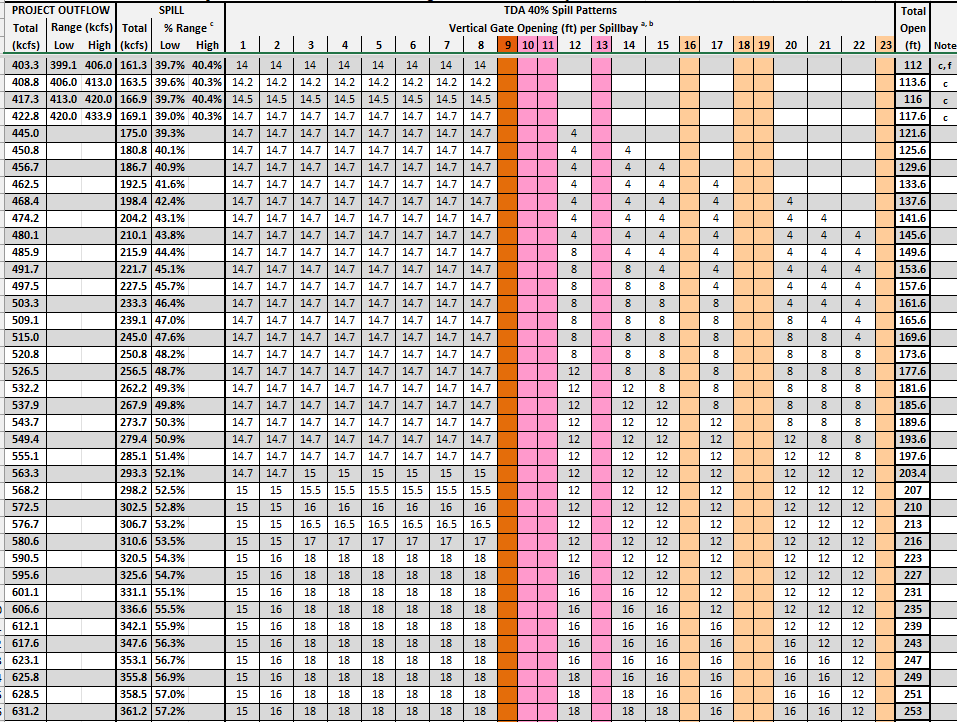 PROJECT OUTFLOW SPILL TDA 40% Spill Patterns Total
Total Range (kcfs) Total % Range c Vertical Gate Opening (ft) per Spillbay a, b Open
(kcfs) Low High (kcfs) Low High 1 2 3 4 5 6 7 8 9 10 11 12 13 14 15 16 17 18 19 20 21 22 23 (ft) Note
403.3 399.1 406.0 161.3 39.7% 40.4% 14 14 14 14 14 14 14 14 112 c, f
408.8 406.0 413.0 163.5 39.6% 40.3% 14.2 14.2 14.2 14.2 14.2 14.2 14.2 14.2 113.6 c
417.3 413.0 420.0 166.9 39.7% 40.4% 14.5 14.5 14.5 14.5 14.5 14.5 14.5 14.5 116 c
422.8 420.0 433.9 169.1 39.0% 40.3% 14.7 14.7 14.7 14.7 14.7 14.7 14.7 14.7 117.6 c
445.0 175.0 39.3% 14.7 14.7 14.7 14.7 14.7 14.7 14.7 14.7 4 121.6
450.8 180.8 40.1% 14.7 14.7 14.7 14.7 14.7 14.7 14.7 14.7 4 4 125.6
456.7 186.7 40.9% 14.7 14.7 14.7 14.7 14.7 14.7 14.7 14.7 4 4 4 129.6
462.5 192.5 41.6% 14.7 14.7 14.7 14.7 14.7 14.7 14.7 14.7 4 4 4 4 133.6
468.4 198.4 42.4% 14.7 14.7 14.7 14.7 14.7 14.7 14.7 14.7 4 4 4 4 4 137.6
474.2 204.2 43.1% 14.7 14.7 14.7 14.7 14.7 14.7 14.7 14.7 4 4 4 4 4 4 141.6
480.1 210.1 43.8% 14.7 14.7 14.7 14.7 14.7 14.7 14.7 14.7 4 4 4 4 4 4 4 145.6
485.9 215.9 44.4% 14.7 14.7 14.7 14.7 14.7 14.7 14.7 14.7 8 4 4 4 4 4 4 149.6
491.7 221.7 45.1% 14.7 14.7 14.7 14.7 14.7 14.7 14.7 14.7 8 8 4 4 4 4 4 153.6
497.5 227.5 45.7% 14.7 14.7 14.7 14.7 14.7 14.7 14.7 14.7 8 8 8 4 4 4 4 157.6
503.3 233.3 46.4% 14.7 14.7 14.7 14.7 14.7 14.7 14.7 14.7 8 8 8 8 4 4 4 161.6
509.1 239.1 47.0% 14.7 14.7 14.7 14.7 14.7 14.7 14.7 14.7 8 8 8 8 8 4 4 165.6
515.0 245.0 47.6% 14.7 14.7 14.7 14.7 14.7 14.7 14.7 14.7 8 8 8 8 8 8 4 169.6
520.8 250.8 48.2% 14.7 14.7 14.7 14.7 14.7 14.7 14.7 14.7 8 8 8 8 8 8 8 173.6
526.5 256.5 48.7% 14.7 14.7 14.7 14.7 14.7 14.7 14.7 14.7 12 8 8 8 8 8 8 177.6
532.2 262.2 49.3% 14.7 14.7 14.7 14.7 14.7 14.7 14.7 14.7 12 12 8 8 8 8 8 181.6
537.9 267.9 49.8% 14.7 14.7 14.7 14.7 14.7 14.7 14.7 14.7 12 12 12 8 8 8 8 185.6
543.7 273.7 50.3% 14.7 14.7 14.7 14.7 14.7 14.7 14.7 14.7 12 12 12 12 8 8 8 189.6
549.4 279.4 50.9% 14.7 14.7 14.7 14.7 14.7 14.7 14.7 14.7 12 12 12 12 12 8 8 193.6
555.1 285.1 51.4% 14.7 14.7 14.7 14.7 14.7 14.7 14.7 14.7 12 12 12 12 12 12 8 197.6
563.3 293.3 52.1% 14.7 14.7 15 15 15 15 15 15 12 12 12 12 12 12 12 203.4
568.2 298.2 52.5% 15 15 15.5 15.5 15.5 15.5 15.5 15.5 12 12 12 12 12 12 12 207
572.5 302.5 52.8% 15 15 16 16 16 16 16 16 12 12 12 12 12 12 12 210
576.7 306.7 53.2% 15 15 16.5 16.5 16.5 16.5 16.5 16.5 12 12 12 12 12 12 12 213
580.6 310.6 53.5% 15 15 17 17 17 17 17 17 12 12 12 12 12 12 12 216
590.5 320.5 54.3% 15 16 18 18 18 18 18 18 12 12 12 12 12 12 12 223
595.6 325.6 54.7% 15 16 18 18 18 18 18 18 16 12 12 12 12 12 12 227
601.1 331.1 55.1% 15 16 18 18 18 18 18 18 16 16 12 12 12 12 12 231
606.6 336.6 55.5% 15 16 18 18 18 18 18 18 16 16 16 12 12 12 12 235
612.1 342.1 55.9% 15 16 18 18 18 18 18 18 16 16 16 16 12 12 12 239
617.6 347.6 56.3% 15 16 18 18 18 18 18 18 16 16 16 16 16 12 12 243
623.1 353.1 56.7% 15 16 18 18 18 18 18 18 16 16 16 16 16 16 12 247
625.8 355.8 56.9% 15 16 18 18 18 18 18 18 18 16 16 16 16 16 12 249
628.5 358.5 57.0% 15 16 18 18 18 18 18 18 18 18 16 16 16 16 12 251
631.2 361.2 57.2% 15 16 18 18 18 18 18 18 18 18 18 16 16 16 12 253